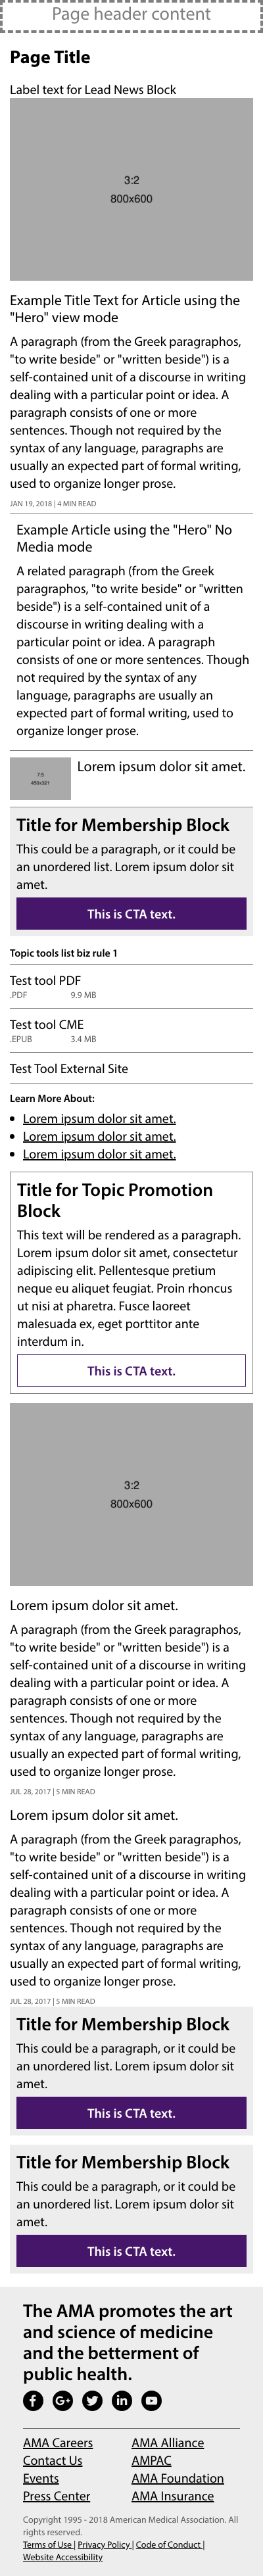 Page header content
Page Title
Label text for Lead News Block
3:2
800x600
Example Title Text for Article using the
"Hero" view mode
A paragraph (from the Greek paragraphos,
"to write beside" or "written beside") is a
self-contained unit of a discourse in writing
dealing with a particular point or idea. A
paragraph consists of one or more
sentences. Though not required by the
syntax of any language, paragraphs are
usually an expected part of formal writing,
used to organize longer prose.
JAN 19, 2018 | 4 MIN READ
Example Article using the "Hero" No
Media mode
A related paragraph (from the Greek
paragraphos, "to write beside" or "written
beside") is a self-contained unit of a
discourse in writing dealing with a
particular point or idea. A paragraph
consists of one or more sentences. Though
not required by the syntax of any
language, paragraphs are usually an
expected part of formal writing, used to
organize longer prose.
7:5
450x321
Lorem ipsum dolor sit amet.
Title for Membership Block
This could be a paragraph, or it could be
an unordered list. Lorem ipsum dolor sit
amet.
This is CTA text.
Topic tools list biz rule 1
Test tool PDF
.PDF 9.9 MB
Test tool CME
.EPUB 3.4 MB
Test Tool External Site
Learn More About:
Lorem ipsum dolor sit amet.
Lorem ipsum dolor sit amet.
Lorem ipsum dolor sit amet.
Title for Topic Promotion
Block
This text will be rendered as a paragraph.
Lorem ipsum dolor sit amet, consectetur
adipiscing elit. Pellentesque pretium
neque eu aliquet feugiat. Proin rhoncus
ut nisi at pharetra. Fusce laoreet
malesuada ex, eget porttitor ante
interdum in.
This is CTA text.
3:2
800x600
Lorem ipsum dolor sit amet.
A paragraph (from the Greek paragraphos,
"to write beside" or "written beside") is a
self-contained unit of a discourse in writing
dealing with a particular point or idea. A
paragraph consists of one or more
sentences. Though not required by the
syntax of any language, paragraphs are
usually an expected part of formal writing,
used to organize longer prose.
JUL 28, 2017 | 5 MIN READ
Lorem ipsum dolor sit amet.
A paragraph (from the Greek paragraphos,
"to write beside" or "written beside") is a
self-contained unit of a discourse in writing
dealing with a particular point or idea. A
paragraph consists of one or more
sentences. Though not required by the
syntax of any language, paragraphs are
usually an expected part of formal writing,
used to organize longer prose.
JUL 28, 2017 | 5 MIN READ
Title for Membership Block
This could be a paragraph, or it could be
an unordered list. Lorem ipsum dolor sit
amet.
This is CTA text.
Title for Membership Block
This could be a paragraph, or it could be
an unordered list. Lorem ipsum dolor sit
amet.
This is CTA text.
The AMA promotes the art
and science of medicine
and the betterment of
public health.
AMA Careers
Contact Us
Events
Press Center
AMA Alliance
AMPAC
AMA Foundation
AMA Insurance
Copyright 1995 - 2018 American Medical Association. All
rights reserved.
Terms of Use | Privacy Policy | Code of Conduct |
Website Accessibility